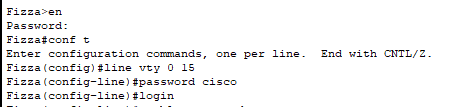 Fizza>en
Password:
Fizza#conf t
Enter configuration commands, one per line.  End with CNTL/Z.
Fizza(config)#line vty 0 15
Fizza(config-line)#password cisco
Fizza(config-line)#login